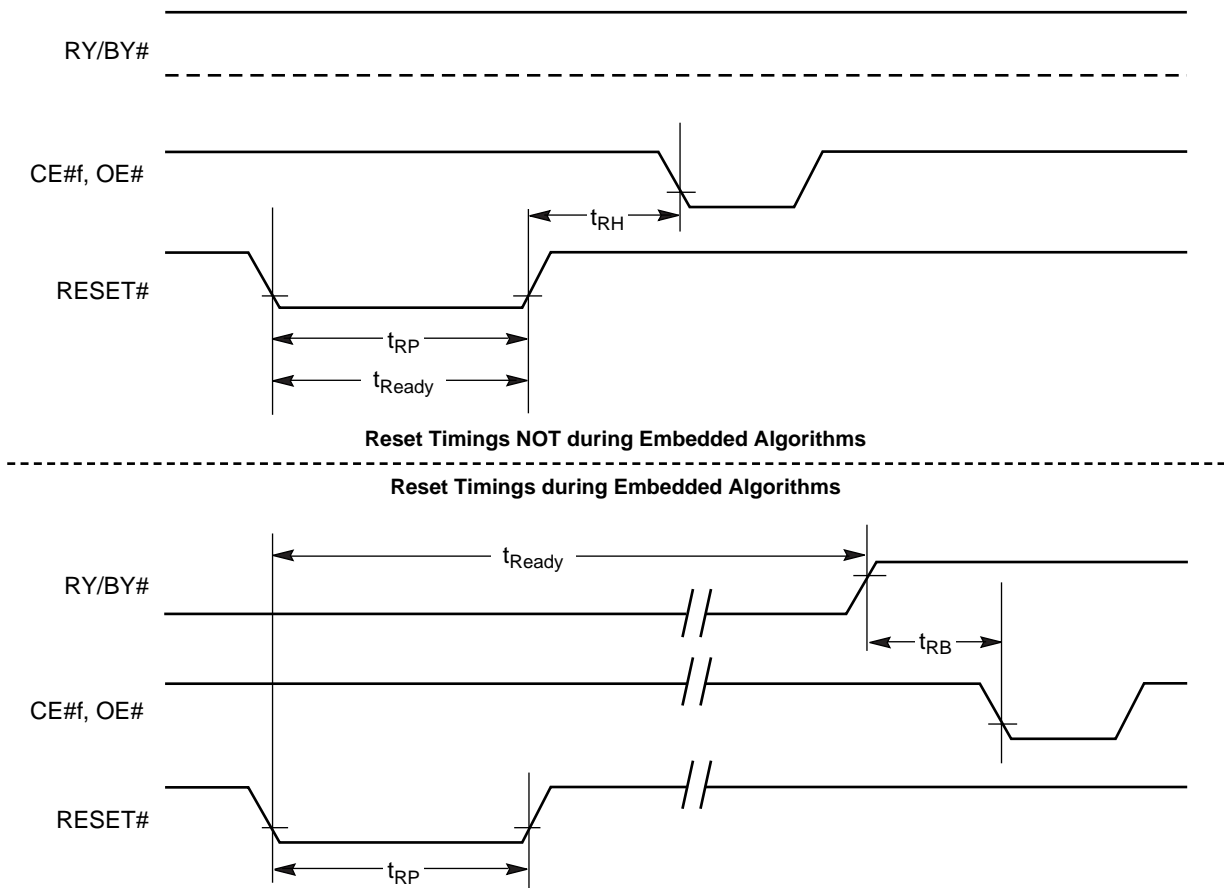 RY/BY#
CE#f, OE#
tRH
RESET#
tRP
tReady
Reset Timings NOT during Embedded Algorithms
Reset Timings during Embedded Algorithms
tReady
RY/BY#
tRB
CE#f, OE#
RESET#
tRP